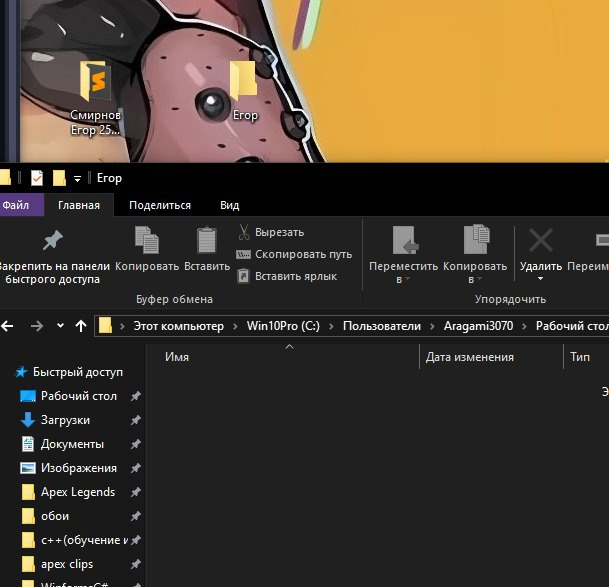 Смирнов
Егор 25...
Егор
Егор
Файл
Главная
Поделиться
Вид
Закрепить на панели
быстрого доступа
Копировать
Вставить
Вырезать
Скопировать путь
Вставить ярлык
Переместить
в
Копировать
в
Удалить
Переим
Буфер обмена
Упорядочить
Этот компьютер
Win10Pro (C:)
Пользователи
Aragami3070
Рабочий стол
Имя
Дата изменения
Тип
Э
Быстрый доступ
Рабочий стол
Загрузки
Документы
Изображения
Apex Legends
обои
c++(обучение и
apex clips
WinformsC#